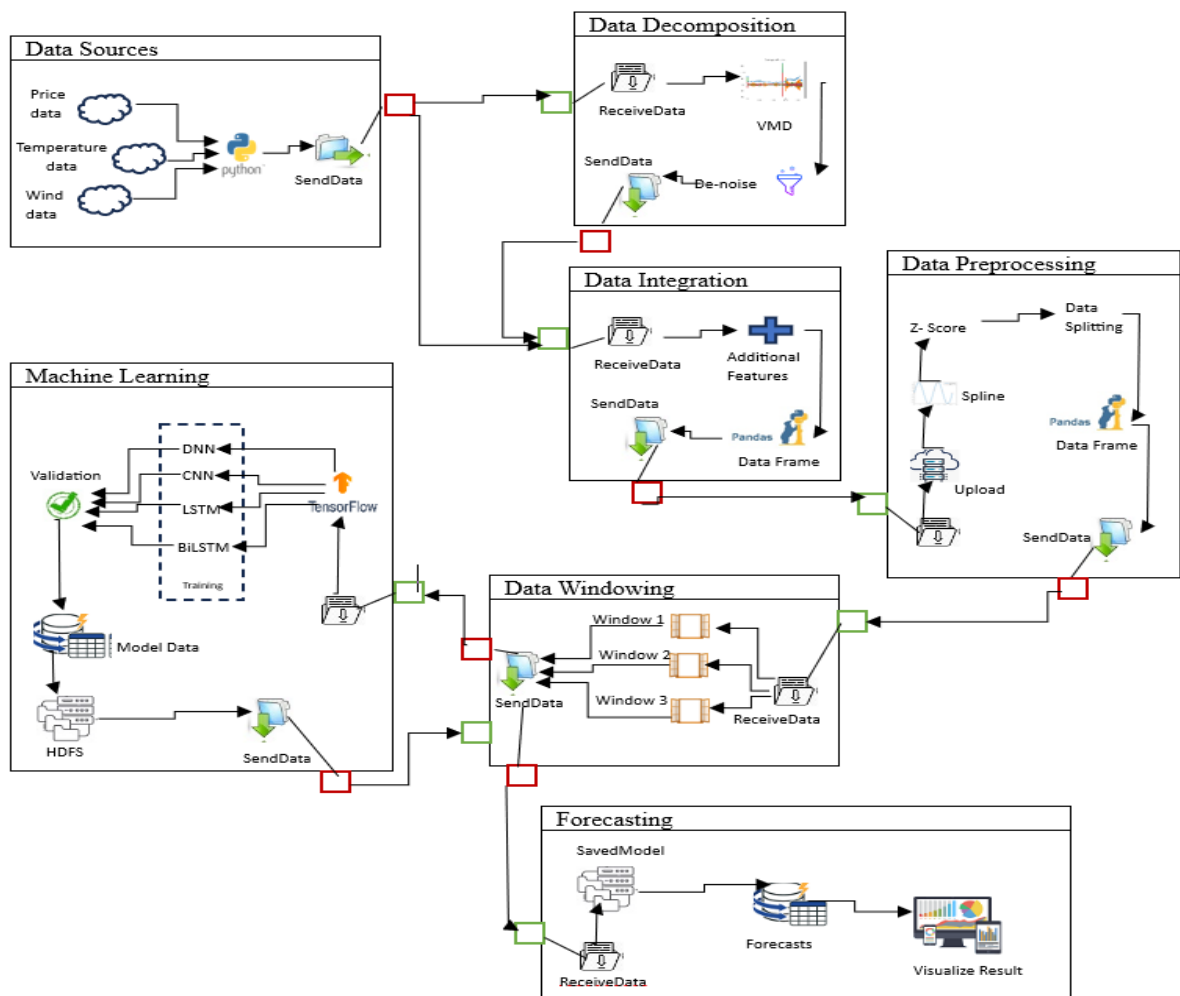 Data Sources
Price
data
Temperature
data
Wind
data
python
SendData
Data Decomposition
ReceiveData
VMD
SendData
De-noise
Data Integration
ReceiveData
Additional
Features
SendData
Pandas
Data Frame
Data Preprocessing
Z- Score
Data
Splitting
Spline
Pandas
Data Frame
Upload
SendData
Machine Learning
DNN
Validation
CNN
LSTM
TensorFlow
BiLSTM
Training
Model Data
HDFS
SendData
Data Windowing
Window 1
Window 2
SendData
Window 3
ReceiveData
Forecasting
SavedModel
Forecasts
ReceiveData
Visualize Result